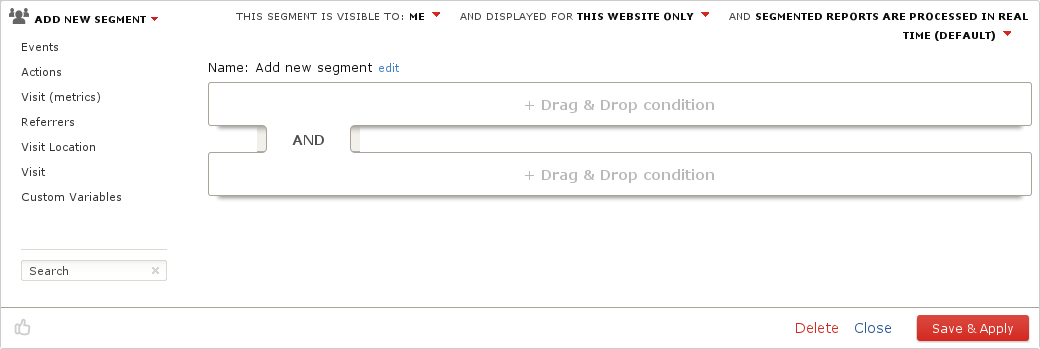 ADD NEW SEGMENT
THIS SEGMENT IS VISIBLE TO: ME AND DISPLAYED FOR THIS WEBSITE ONLY AND SEGMENTED REPORTS ARE PROCESSED IN REAL
TIME (DEFAULT)
Events
Actions
Visit (metrics)
Referrers
Visit Location
Visit
Custom Variables
Search
Name: Add new segment edit
+ Drag & Drop condition
AND
+ Drag & Drop condition
Delete Close Save & Apply